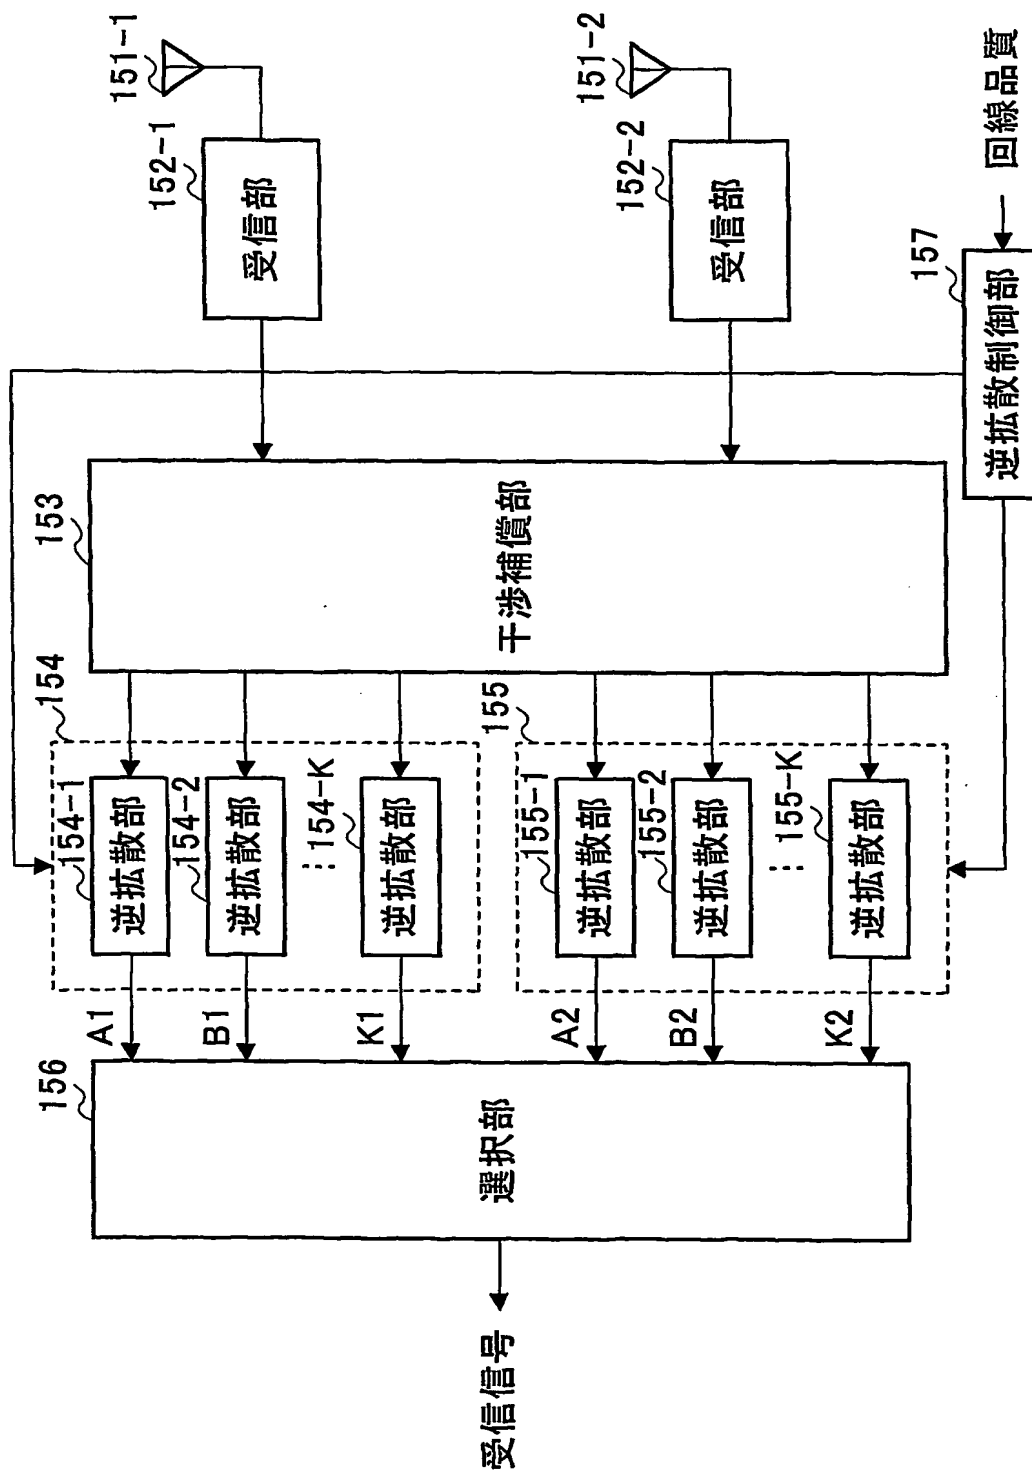 151-1
152-1
受信部
151-2
152-2
受信部
回線品質
157
逆拡散制御部
153
干渉補償部
154
154-1
逆拡散部
154-2
逆拡散部
⋮
154-K
逆拡散部
155
155-1
逆拡散部
155-2
逆拡散部
⋮
155-K
逆拡散部
A1
B1
K1
A2
B2
K2
156
選択部
受信信号